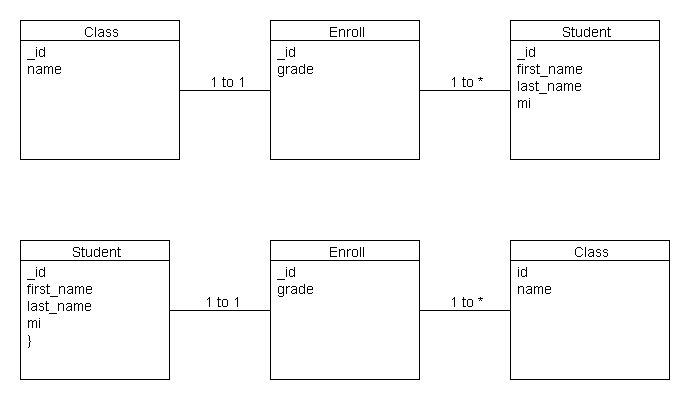 Class
_id
name
1 to 1
Enroll
_id
grade
1 to *
Student
_id
first_name
last_name
mi
Student
_id
first_name
last_name
mi
}
1 to 1
Enroll
_id
grade
1 to *
Class
id
name